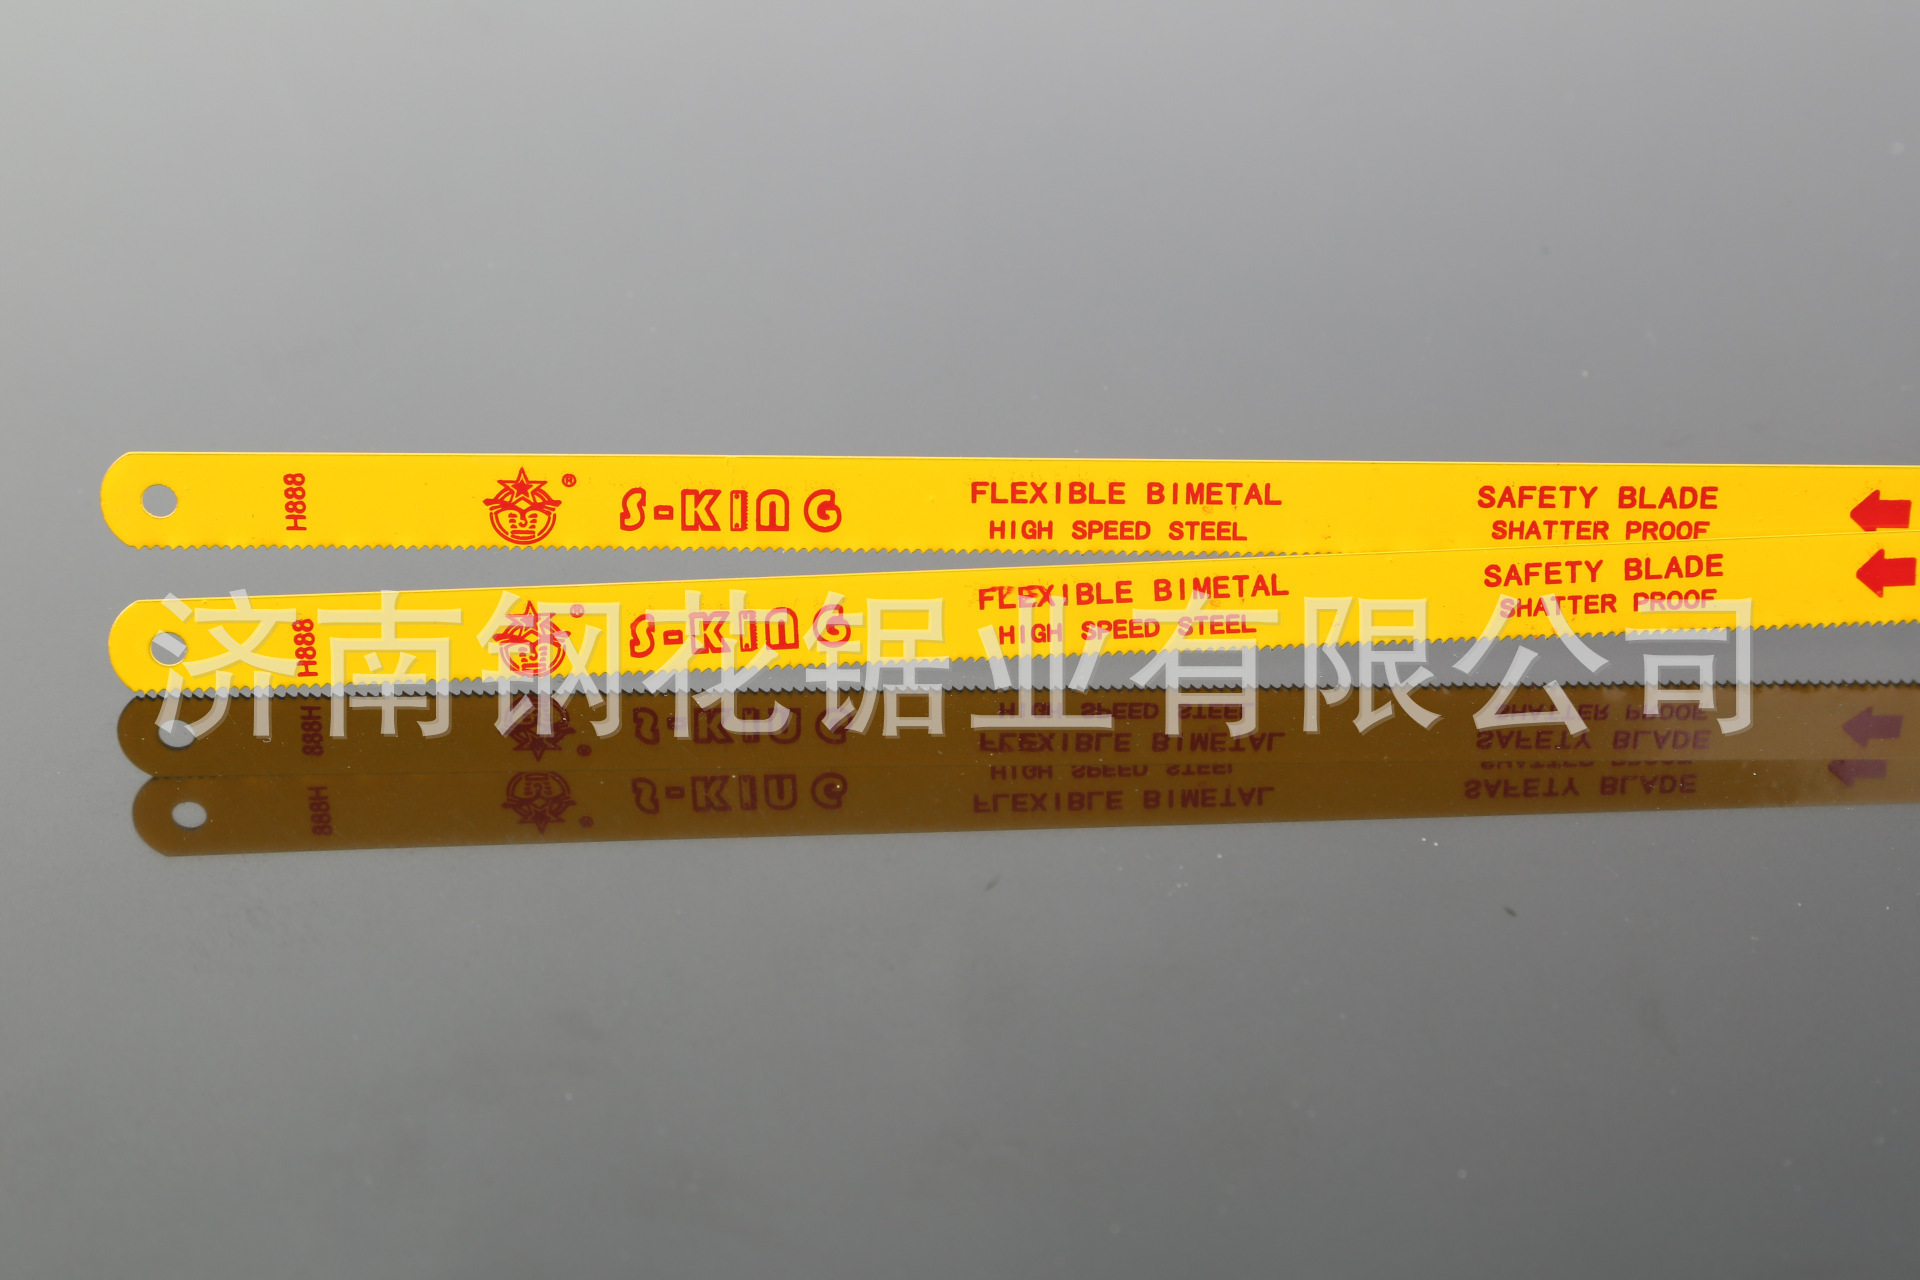 H888 ® S-KING FLEXIBLE BIMETAL SAFETY BLADE
HIGH SPEED STEEL SHATTER PROOF
H888 ® S-KING FLEXIBLE BIMETAL SAFETY BLADE
HIGH SPEED STEEL SHATTER PROOF
济南钢花锯业有限公司